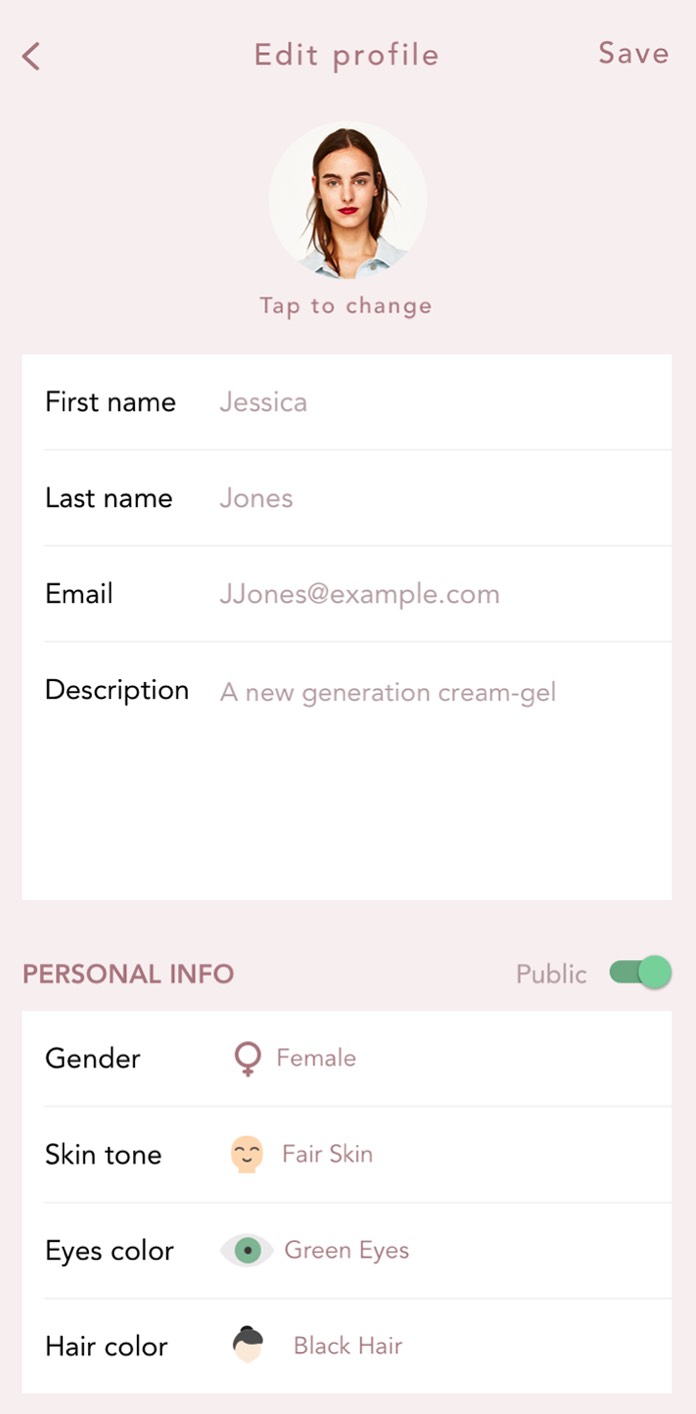 Edit profile Save
Tap to change
First name Jessica
Last name Jones
Email JJones@example.com
Description A new generation cream-gel
PERSONAL INFO Public
Gender Female
Skin tone Fair Skin
Eyes color Green Eyes
Hair color Black Hair